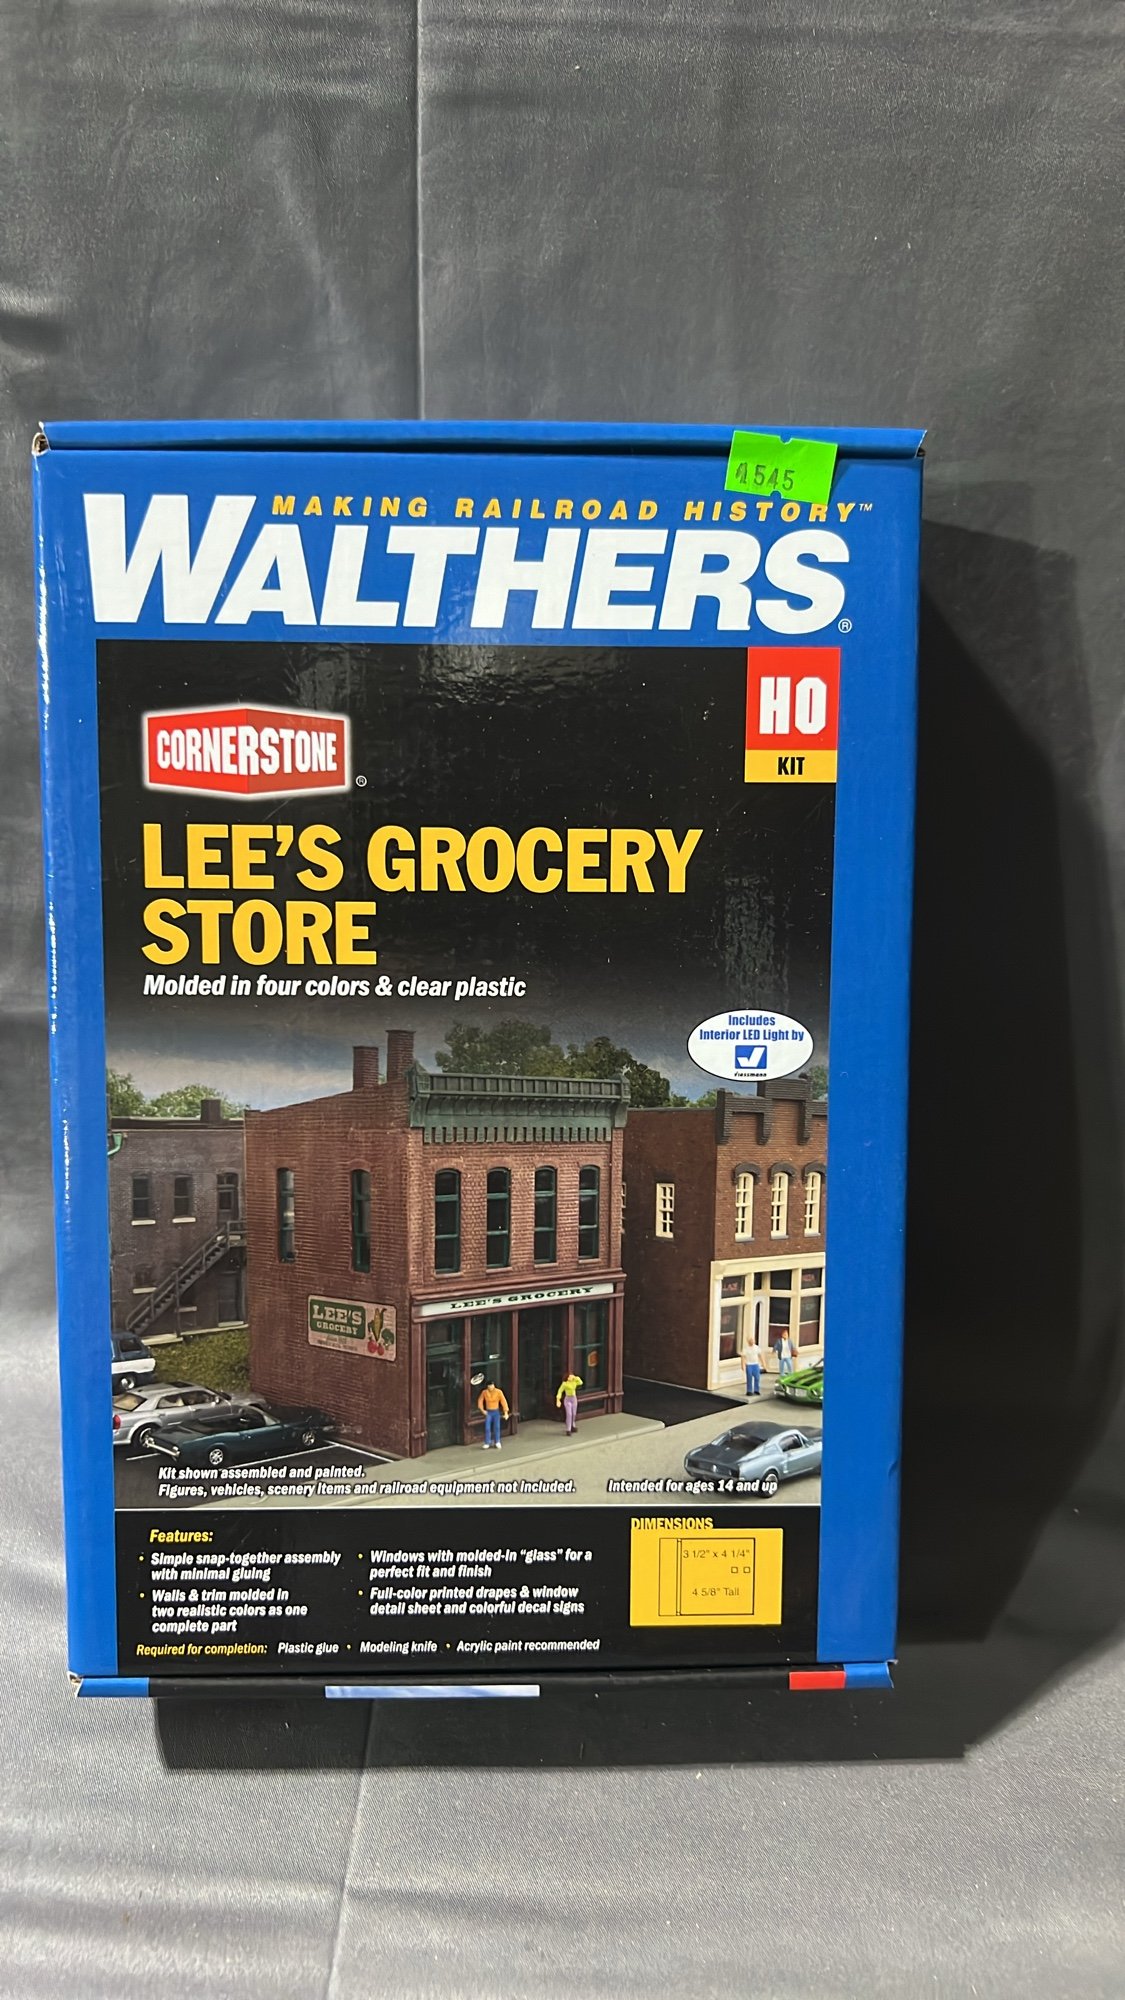 4545
MAKING RAILROAD HISTORY™
WALTHERS®
HO
KIT
CORNERSTONE®
LEE'S GROCERY
STORE
Molded in four colors & clear plastic
Includes
Interior LED Light by
viessmann
LEE'S GROCERY
LEE'S
GROCERY
Kit shown assembled and painted.
Figures, vehicles, scenery items and railroad equipment not included.
Intended for ages 14 and up
Features:
• Simple snap-together assembly
with minimal gluing
• Walls & trim molded in
two realistic colors as one
complete part
• Windows with molded-in "glass" for a
perfect fit and finish
• Full-color printed drapes & window
detail sheet and colorful decal signs
DIMENSIONS
3 1/2" x 4 1/4"
4 5/8" Tall
Required for completion: Plastic glue • Modeling knife • Acrylic paint recommended